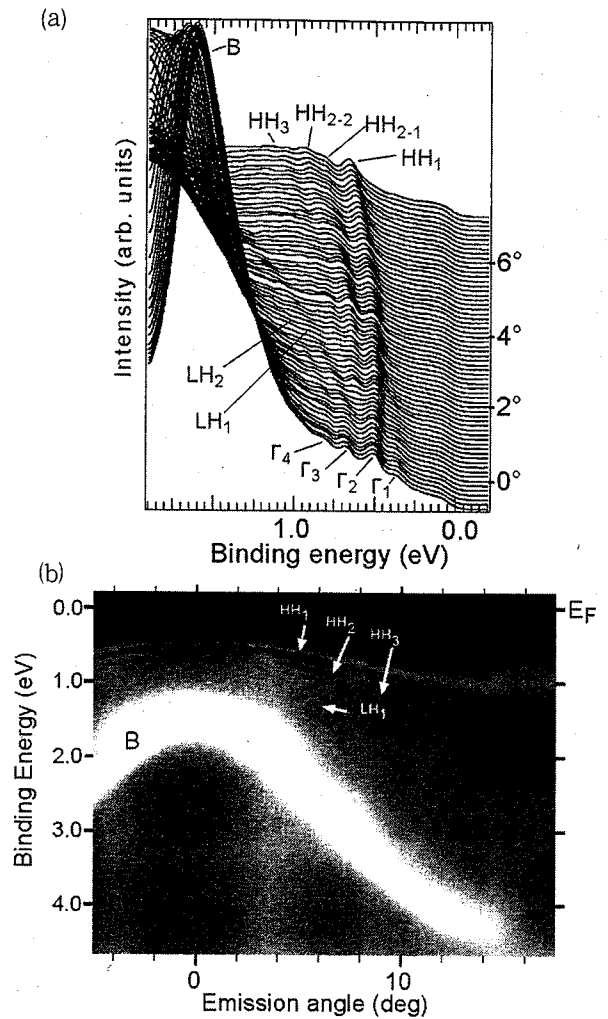 (a)
B
HH3
HH2-2
HH2-1
HH1
Intensity (arb. units)
6°
4°
2°
0°
LH2
LH1
Γ4
Γ3
Γ2
Γ1
1.0 0.0
Binding energy (eV)
(b)
0.0
1.0
2.0
3.0
4.0
Binding Energy (eV)
HH1
HH2
HH3
LH1
B
EF
0 10
Emission angle (deg)